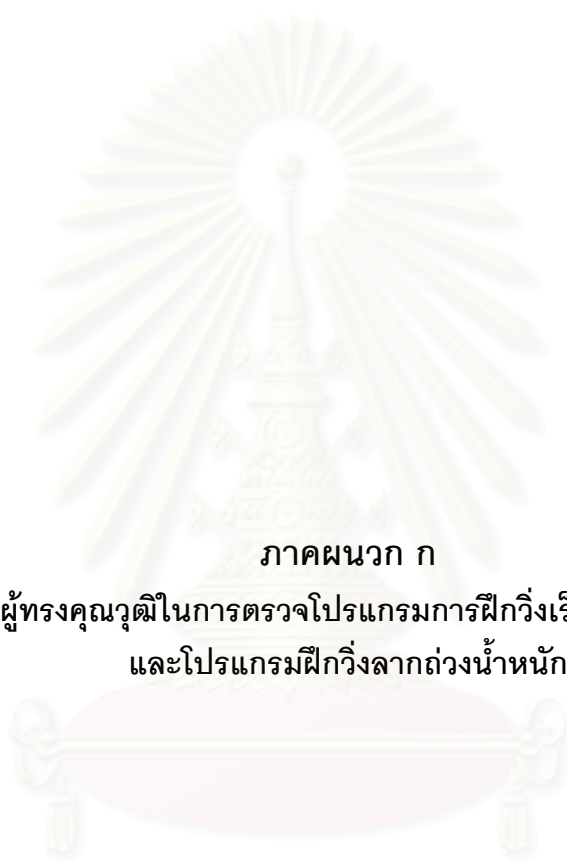 ภาคผนวก ก
ผู้ทรงคุณวุฒิในการตรวจโปรแกรมการฝึกวิ่งเร็
และโปรแกรมฝึกวิ่งลากถ่วงน้ำหนัก